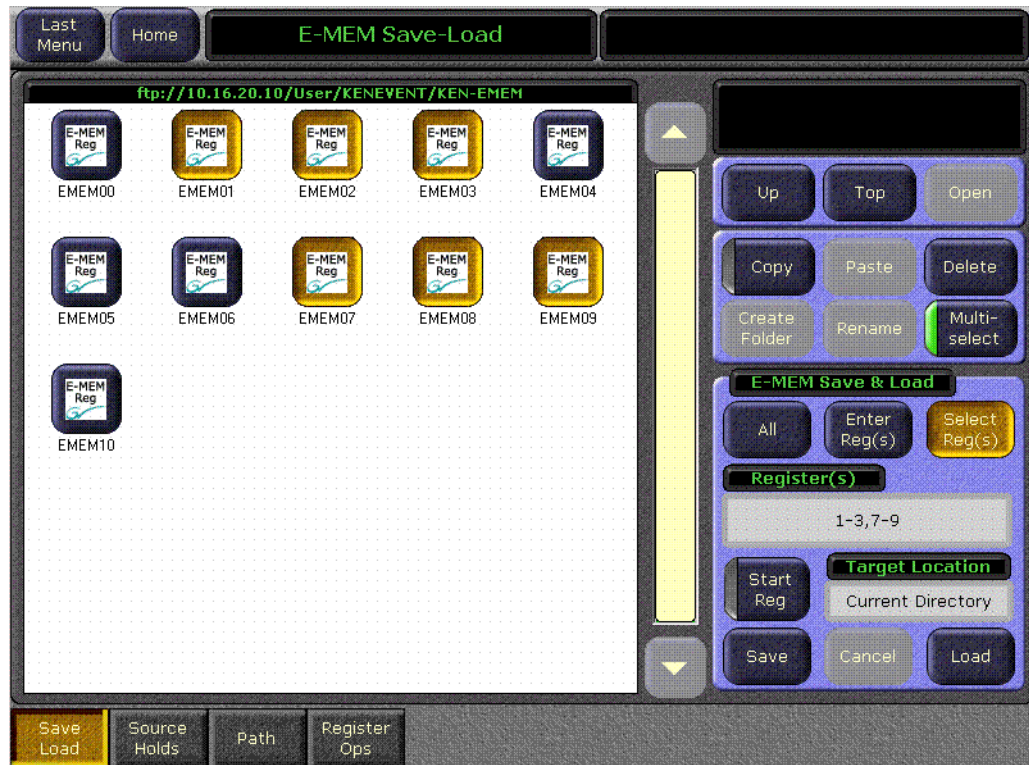 Last
Menu
Home
E-MEM Save-Load
ftp://10.16.20.10/User/KENEVENT/KEN-EMEM
E-MEM
Reg
EMEM00
E-MEM
Reg
EMEM01
E-MEM
Reg
EMEM02
E-MEM
Reg
EMEM03
E-MEM
Reg
EMEM04
E-MEM
Reg
EMEM05
E-MEM
Reg
EMEM06
E-MEM
Reg
EMEM07
E-MEM
Reg
EMEM08
E-MEM
Reg
EMEM09
E-MEM
Reg
EMEM10
Up
Top
Open
Copy
Paste
Delete
Create
Folder
Rename
Multi-
select
E-MEM Save & Load
All
Enter
Reg(s)
Select
Reg(s)
Register(s)
1-3,7-9
Start
Reg
Target Location
Current Directory
Save
Cancel
Load
Save
Load
Source
Holds
Path
Register
Ops